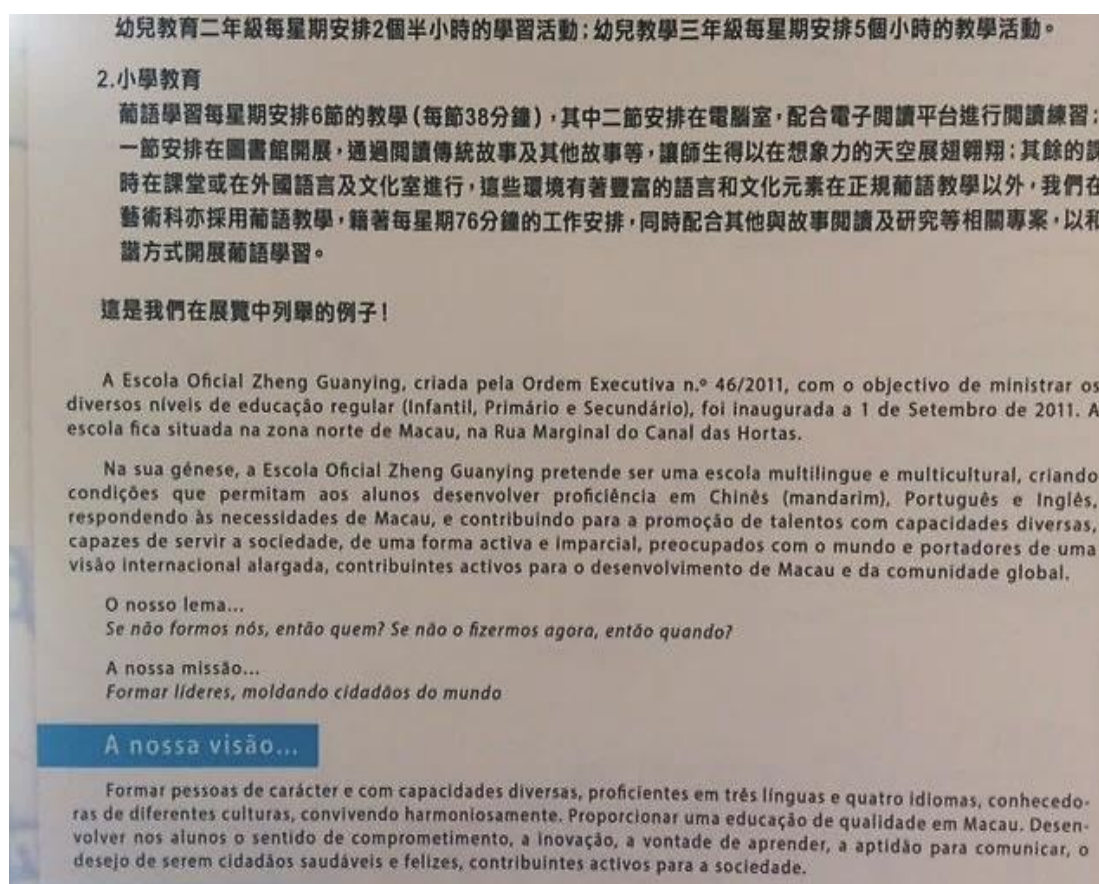 幼兒教育二年級每星期安排2個半小時的學習活動；幼兒教學三年級每星期安排5個小時的教學活動。
2.小學教育
葡語學習每星期安排6節的教學（每節38分鐘），其中二節安排在電腦室，配合電子閱讀平台進行閱讀練習；
一節安排在圖書館開展，通過閱讀傳統故事及其他故事等，讓師生得以在想象力的天空展翅翱翔；其餘的課
時在課堂或在外國語言及文化室進行，這些環境有著豐富的語言和文化元素在正規葡語教學以外，我們在
藝術科亦採用葡語教學，籍著每星期76分鐘的工作安排，同時配合其他與故事閱讀及研究等相關專案，以和
諧方式開展葡語學習。
這是我們在展覽中列舉的例子！
A Escola Oficial Zheng Guanying, criada pela Ordem Executiva n.º 46/2011, com o objectivo de ministrar os
diversos níveis de educação regular (Infantil, Primário e Secundário), foi inaugurada a 1 de Setembro de 2011. A
escola fica situada na zona norte de Macau, na Rua Marginal do Canal das Hortas.
Na sua génese, a Escola Oficial Zheng Guanying pretende ser uma escola multilingue e multicultural, criando
condições que permitam aos alunos desenvolver proficiência em Chinês (mandarim), Português e Inglês,
respondendo às necessidades de Macau, e contribuindo para a promoção de talentos com capacidades diversas,
capazes de servir a sociedade, de uma forma activa e imparcial, preocupados com o mundo e portadores de uma
visão internacional alargada, contribuintes activos para o desenvolvimento de Macau e da comunidade global.
O nosso lema...
Se não formos nós, então quem? Se não o fizermos agora, então quando?
A nossa missão...
Formar líderes, moldando cidadãos do mundo
A nossa visão...
Formar pessoas de carácter e com capacidades diversas, proficientes em três línguas e quatro idiomas, conhecedo-
ras de diferentes culturas, convivendo harmoniosamente. Proporcionar uma educação de qualidade em Macau. Desen-
volver nos alunos o sentido de comprometimento, a inovação, a vontade de aprender, a aptidão para comunicar, o
desejo de serem cidadãos saudáveis e felizes, contribuintes activos para a sociedade.